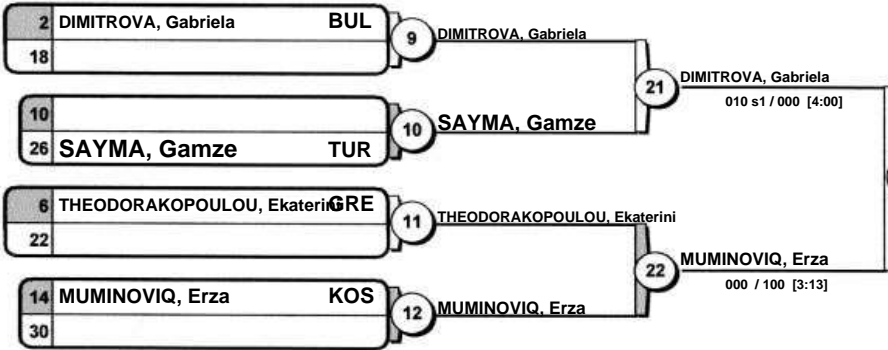 2 DIMITROVA, Gabriela BUL
18
9 DIMITROVA, Gabriela
10
26 SAYMA, Gamze TUR
10 SAYMA, Gamze
21 DIMITROVA, Gabriela
010 s1 / 000 [4:00]
6 THEODORAKOPOULOU, Ekaterini GRE
22
11 THEODORAKOPOULOU, Ekaterini
14 MUMINOVIQ, Erza KOS
30
12 MUMINOVIQ, Erza
22 MUMINOVIQ, Erza
000 / 100 [3:13]